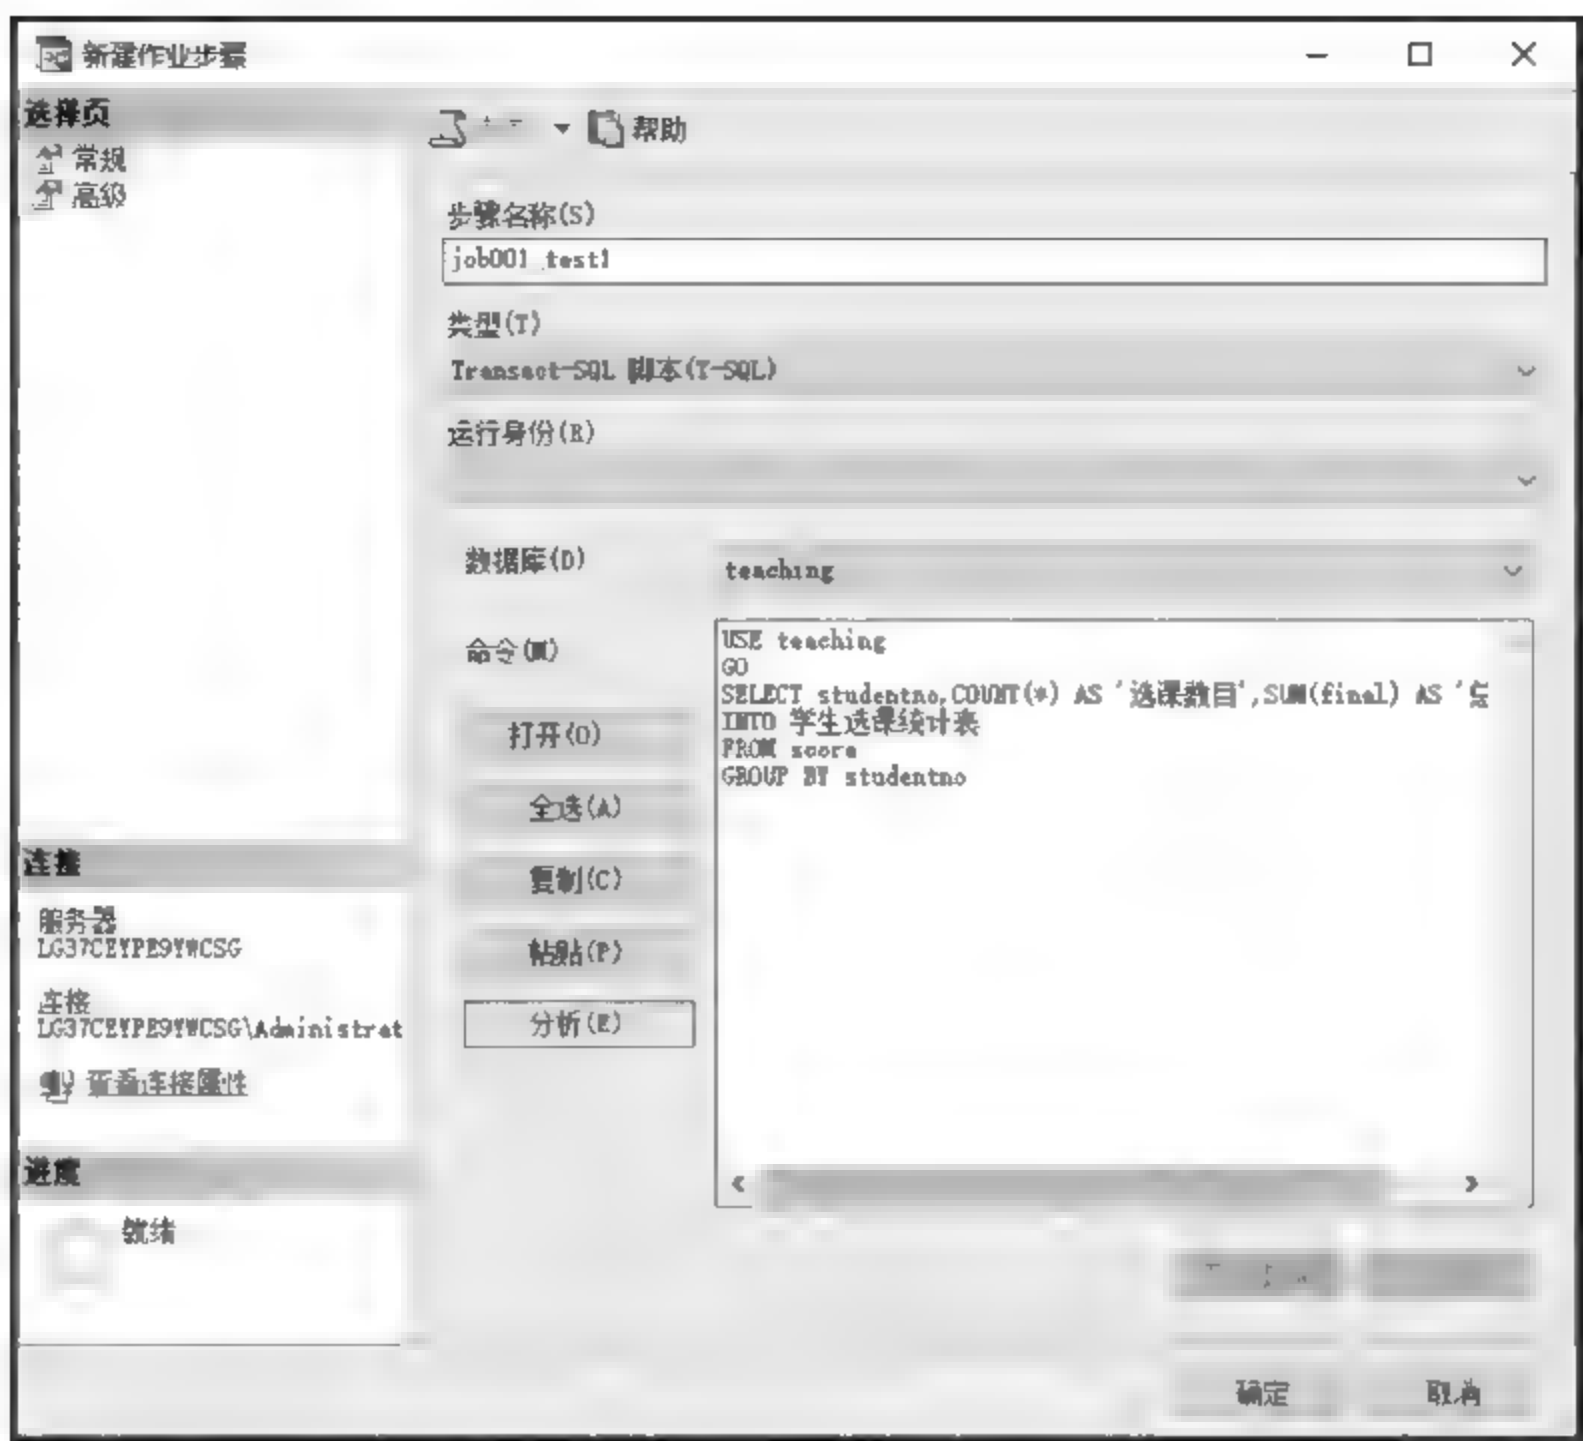 新建作业步骤
选择页
常规
高级
帮助
步骤名称(S)
job001_test1
类型(T)
Transact-SQL 脚本(T-SQL)
运行身份(R)
数据库(D)
teaching
命令(M)
USE teaching
GO
SELECT studentno,COUNT(*) AS '选课数目',SUM(final) AS '总
INTO 学生选课统计表
FROM score
GROUP BY studentno
打开(O)
全选(A)
复制(C)
粘贴(P)
分析(E)
连接
服务器
LG37CEYPE9YWCSG
连接
LG37CEYPE9YWCSG\Administrat
查看连接属性
进度
就绪
确定
取消